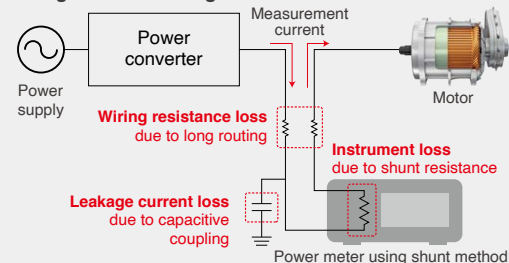 Measurement
current
Power
converter
Power
supply
Motor
Wiring resistance loss
due to long routing
Instrument loss
due to shunt resistance
Leakage current loss
due to capacitive
coupling
Power meter using shunt method